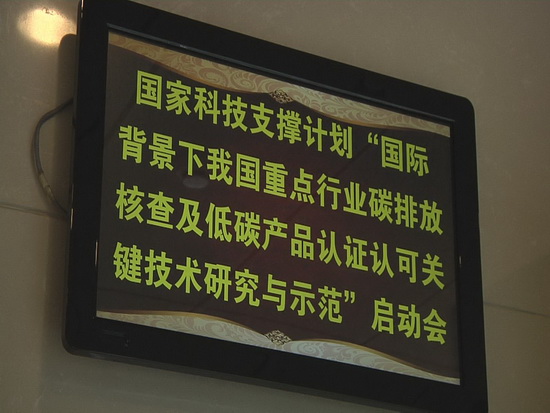 国家科技支撑计划“国际
背景下我国重点行业碳排放
核查及低碳产品认证认可关
键技术研究与示范”启动会